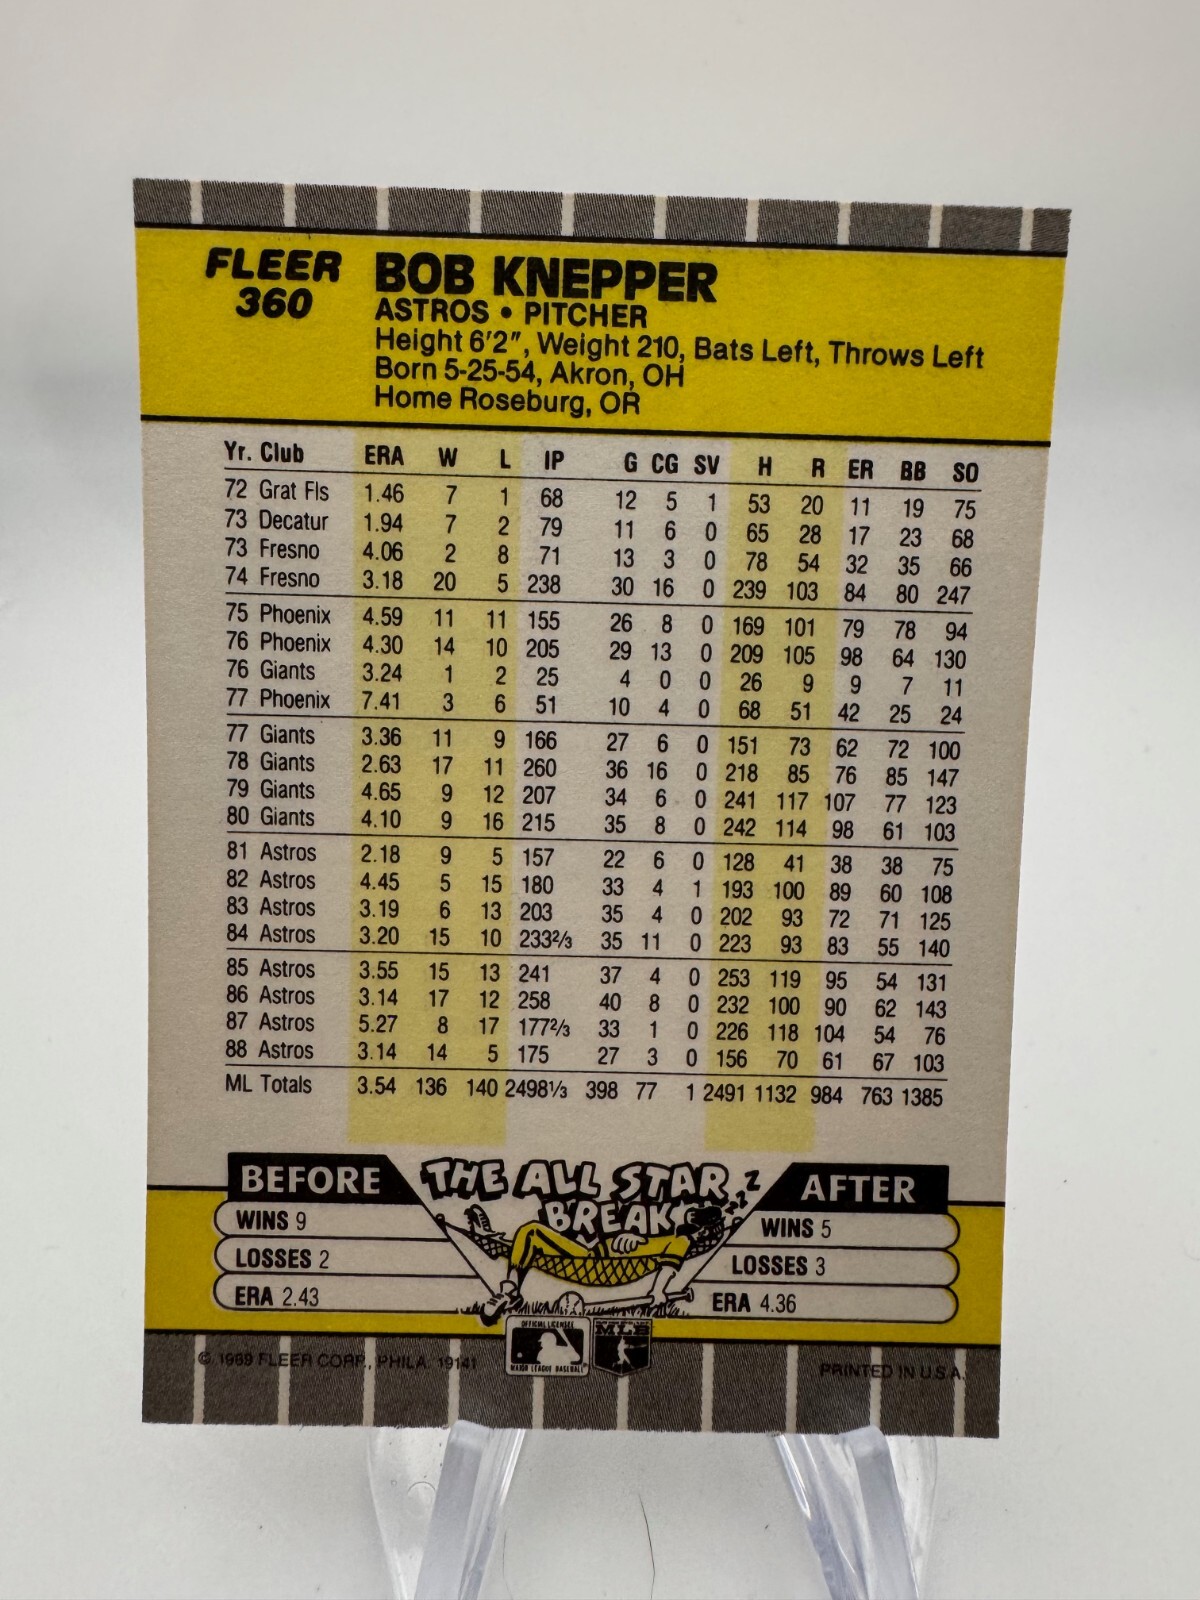 FLEER
360
BOB KNEPPER
ASTROS • PITCHER
Height 6'2", Weight 210, Bats Left, Throws Left
Born 5-25-54, Akron, OH
Home Roseburg, OR
Yr. Club ERA W L IP G CG SV H R ER BB SO
72 Grat Fls 1.46 7 1 68 12 5 1 53 20 11 19 75
73 Decatur 1.94 7 2 79 11 6 0 65 28 17 23 68
73 Fresno 4.06 2 8 71 13 3 0 78 54 32 35 66
74 Fresno 3.18 20 5 238 30 16 0 239 103 84 80 247
75 Phoenix 4.59 11 11 155 26 8 0 169 101 79 78 94
76 Phoenix 4.30 14 10 205 29 13 0 209 105 98 64 130
76 Giants 3.24 1 2 25 4 0 0 26 9 9 7 11
77 Phoenix 7.41 3 6 51 10 4 0 68 51 42 25 24
77 Giants 3.36 11 9 166 27 6 0 151 73 62 72 100
78 Giants 2.63 17 11 260 36 16 0 218 85 76 85 147
79 Giants 4.65 9 12 207 34 6 0 241 117 107 77 123
80 Giants 4.10 9 16 215 35 8 0 242 114 98 61 103
81 Astros 2.18 9 5 157 22 6 0 128 41 38 38 75
82 Astros 4.45 5 15 180 33 4 1 193 100 89 60 108
83 Astros 3.19 6 13 203 35 4 0 202 93 72 71 125
84 Astros 3.20 15 10 233 2/3 35 11 0 223 93 83 55 140
85 Astros 3.55 15 13 241 37 4 0 253 119 95 54 131
86 Astros 3.14 17 12 258 40 8 0 232 100 90 62 143
87 Astros 5.27 8 17 177 2/3 33 1 0 226 118 104 54 76
88 Astros 3.14 14 5 175 27 3 0 156 70 61 67 103
ML Totals 3.54 136 140 2498 1/3 398 77 1 2491 1132 984 763 1385
BEFORE THE ALL STAR BREAK ZZZZ AFTER
WINS 9 WINS 5
LOSSES 2 LOSSES 3
ERA 2.43 ERA 4.36
OFFICIAL LICENSEE
MAJOR LEAGUE BASEBALL
MLB
© 1989 FLEER CORP., PHILA. 19141 PRINTED IN U.S.A.